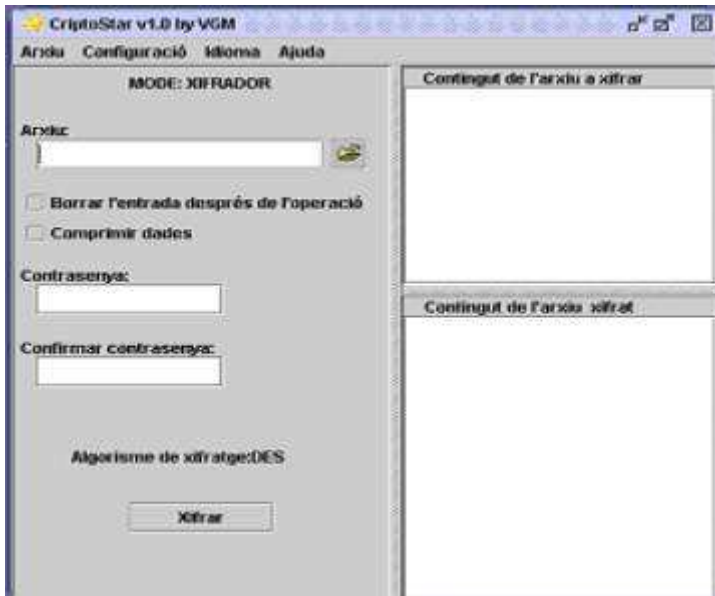 CriptoStar v1.0 by VGM
Arxiu Configuració Idioma Ajuda
MODE: XIFRADOR
Arxiu:
Borrar l'entrada després de l'operació
Comprimir dades
Contrasenya:
Confirmar contrasenya:
Algorisme de xifratge:DES
Xifrar
Contingut de l'arxiu a xifrar
Contingut de l'arxiu xifrat